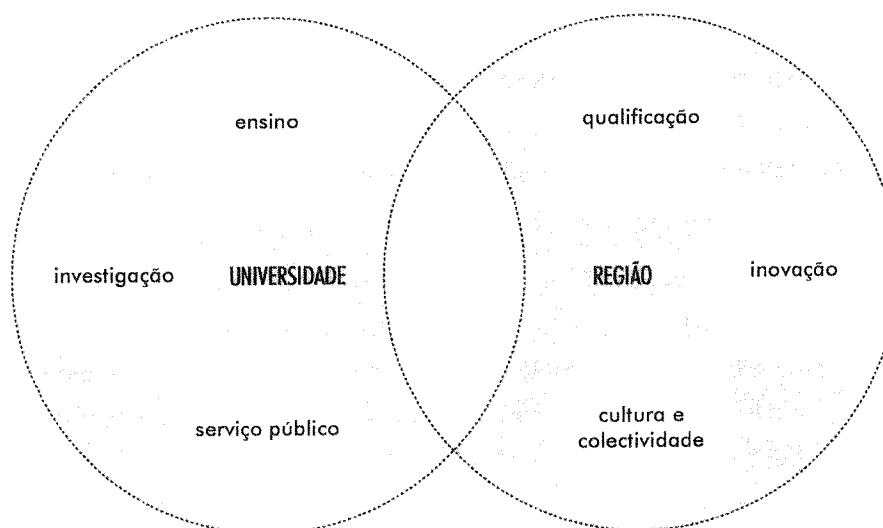 ensino
investigação
UNIVERSIDADE
serviço público
qualificação
REGIÃO
inovação
cultura e
colectividade